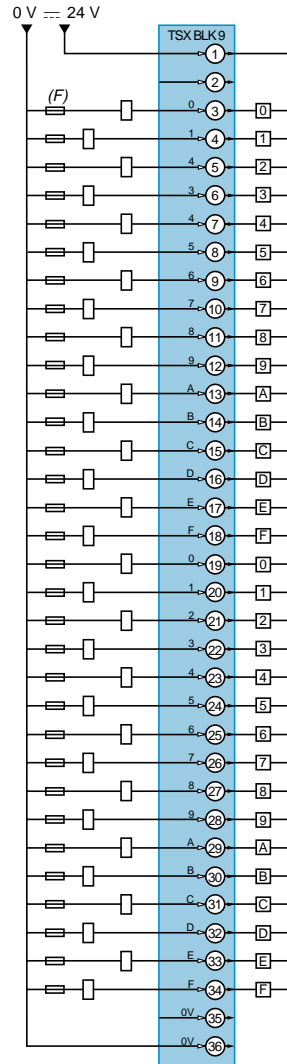 0 V 24 V
TSX BLK 9
1
2
(F) 0 3 0
1 4 1
4 5 2
3 6 3
4 7 4
5 8 5
6 9 6
7 10 7
8 11 8
9 12 9
A 13 A
B 14 B
C 15 C
D 16 D
E 17 E
F 18 F
0 19 0
1 20 1
2 21 2
3 22 3
4 23 4
5 24 5
6 25 6
7 26 7
8 27 8
9 28 9
A 29 A
B 30 B
C 31 C
D 32 D
E 33 E
F 34 F
0V 35
0V 36